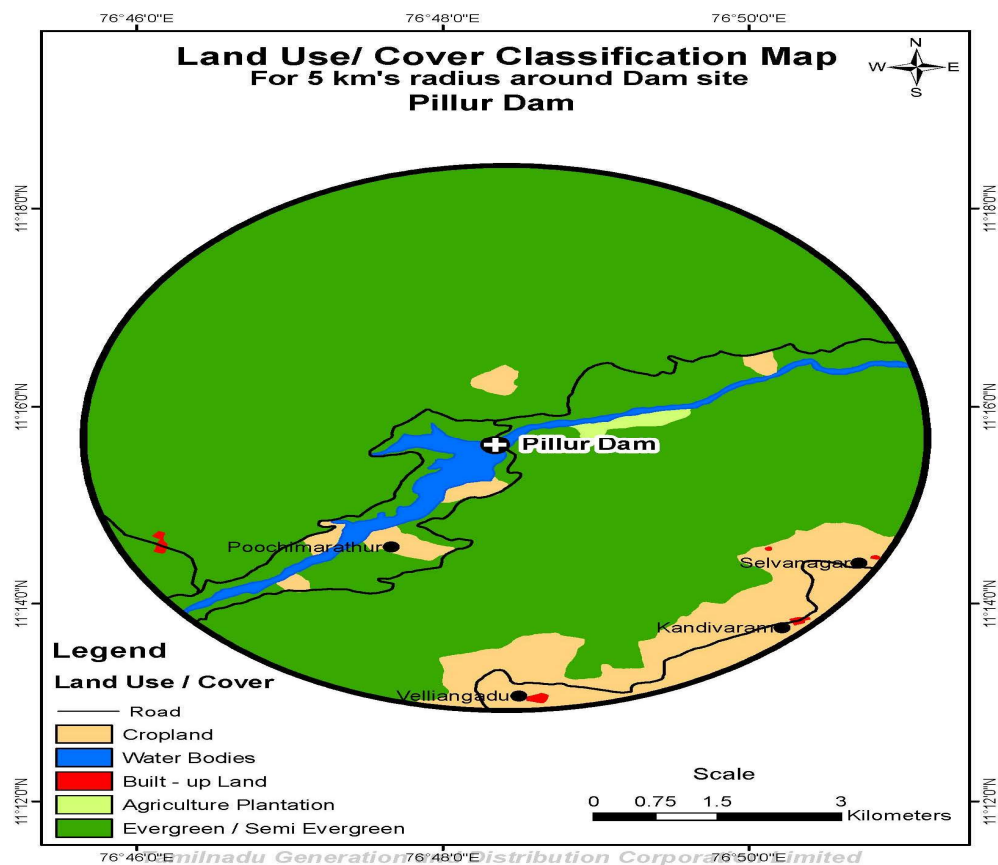 76°46'0"E 76°48'0"E 76°50'0"E
Land Use/ Cover Classification Map
For 5 km's radius around Dam site
Pillur Dam
N
W E
S
11°18'0"N 11°18'0"N
11°16'0"N 11°16'0"N
Pillur Dam
Poochimarathur
Selvanagar
11°14'0"N 11°14'0"N
Kandivaram
Velliangadu
Legend
Land Use / Cover
Road
Cropland
Water Bodies
Built - up Land
Agriculture Plantation
Evergreen / Semi Evergreen
Scale
0 0.75 1.5 3
Kilometers
11°12'0"N 11°12'0"N
76°46'0"E 76°48'0"E 76°50'0"E
Tamilnadu Generation and Distribution Corporation Limited